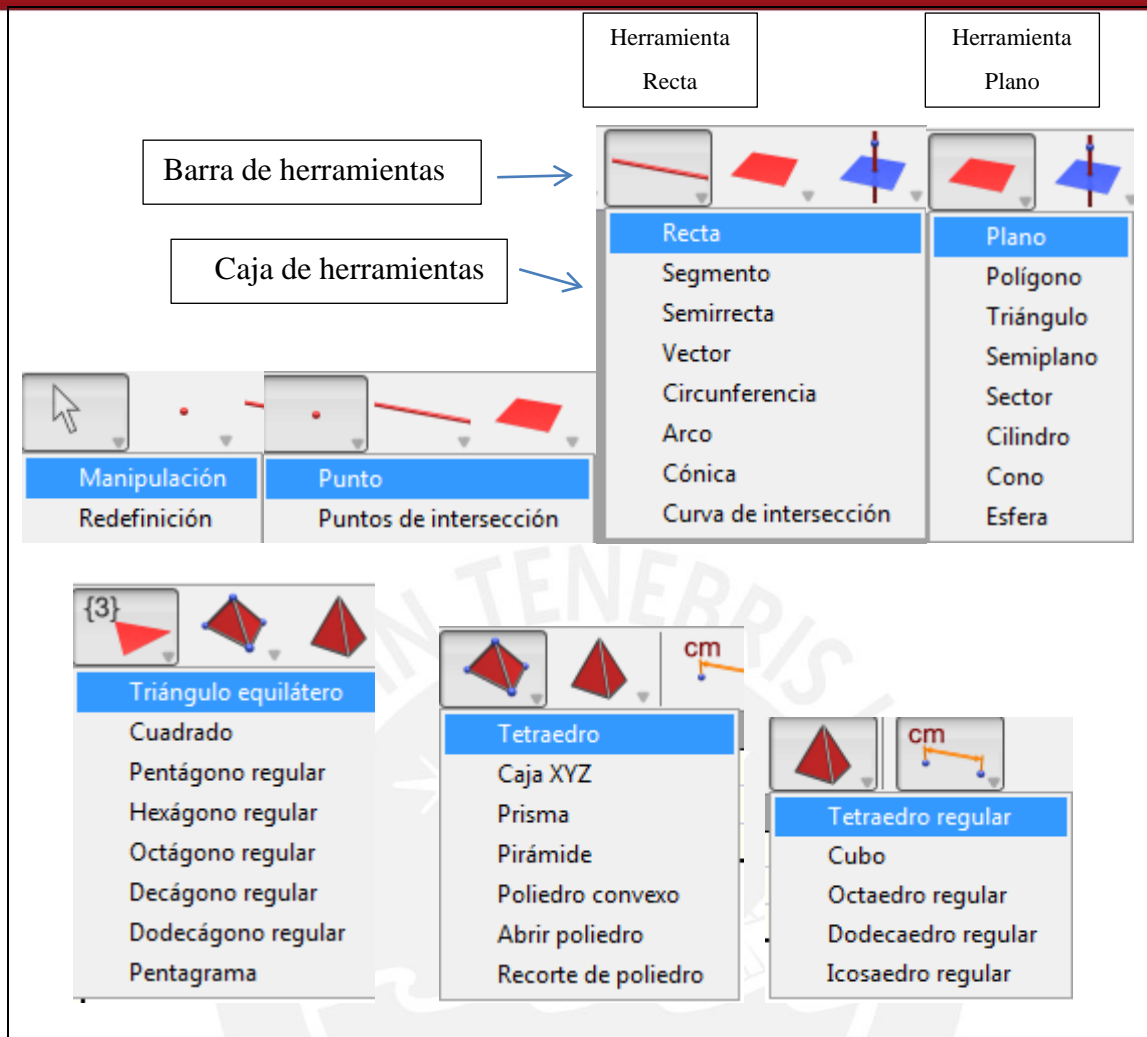 Herramienta
Recta
Herramienta
Plano
Barra de herramientas
Caja de herramientas
Recta
Segmento
Semirrecta
Vector
Circunferencia
Arco
Cónica
Curva de intersección
Plano
Polígono
Triángulo
Semiplano
Sector
Cilindro
Cono
Esfera
Manipulación
Redefinición
Punto
Puntos de intersección
{3}
Triángulo equilátero
Cuadrado
Pentágono regular
Hexágono regular
Octágono regular
Decágono regular
Dodecágono regular
Pentagrama
cm
Tetraedro
Caja XYZ
Prisma
Pirámide
Poliedro convexo
Abrir poliedro
Recorte de poliedro
cm
Tetraedro regular
Cubo
Octaedro regular
Dodecaedro regular
Icosaedro regular
TENEBRIS